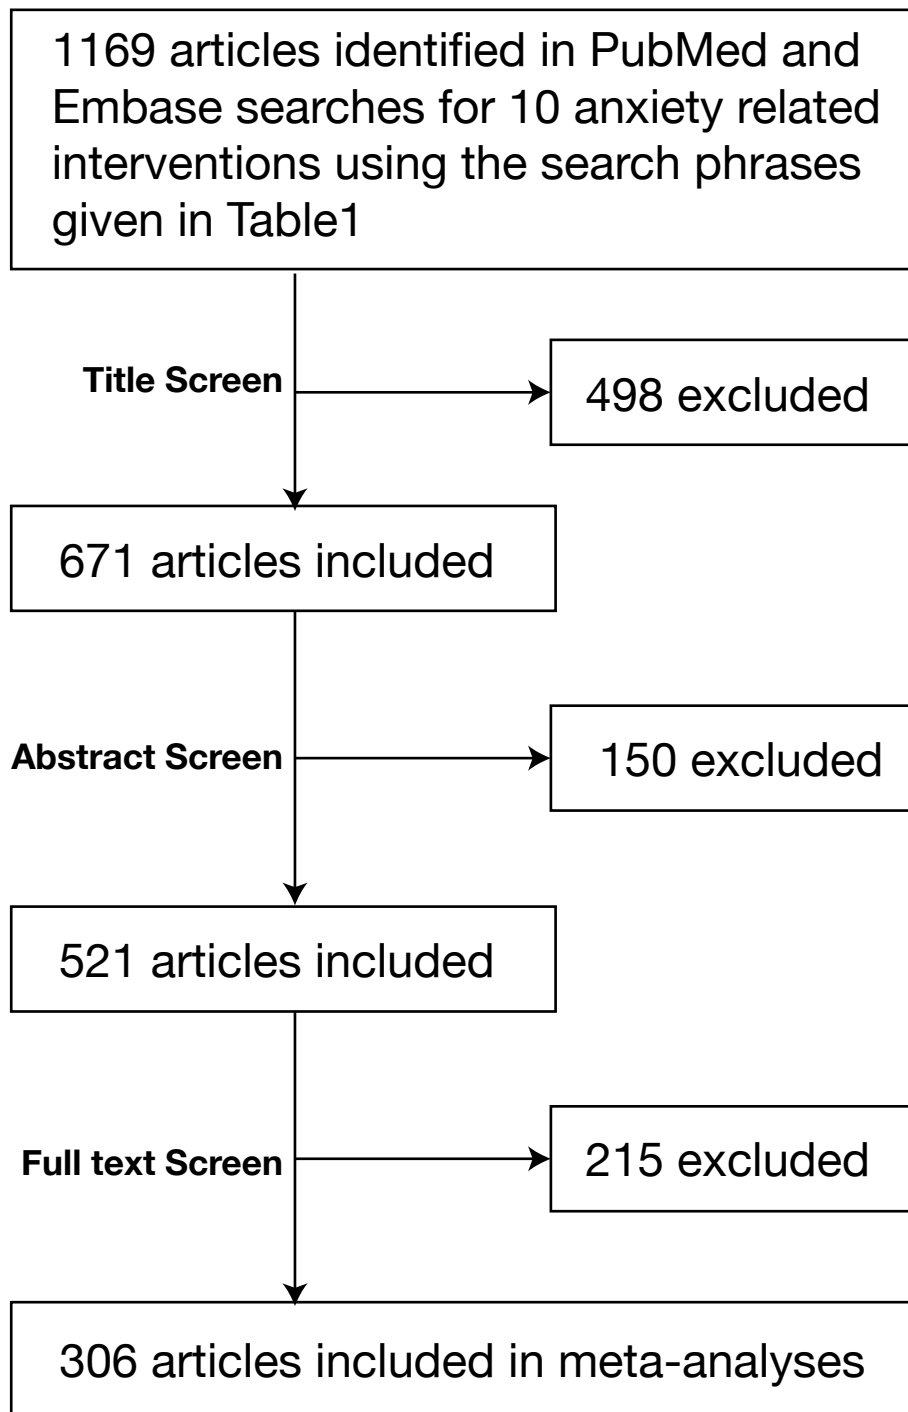 1169 articles identified in PubMed and
Embase searches for 10 anxiety related
interventions using the search phrases
given in Table1
Title Screen
498 excluded
671 articles included
Abstract Screen
150 excluded
521 articles included
Full text Screen
215 excluded
306 articles included in meta-analyses